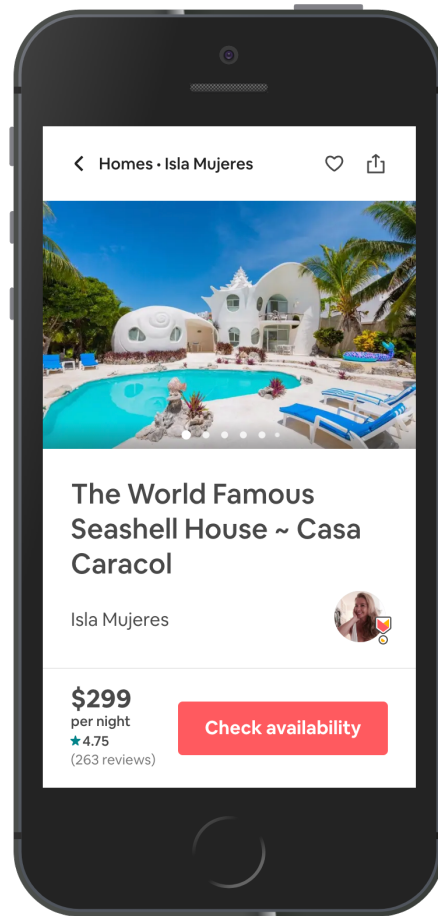 Homes · Isla Mujeres
The World Famous
Seashell House ~ Casa
Caracol
Isla Mujeres
$299
per night
★4.75
(263 reviews)
Check availability